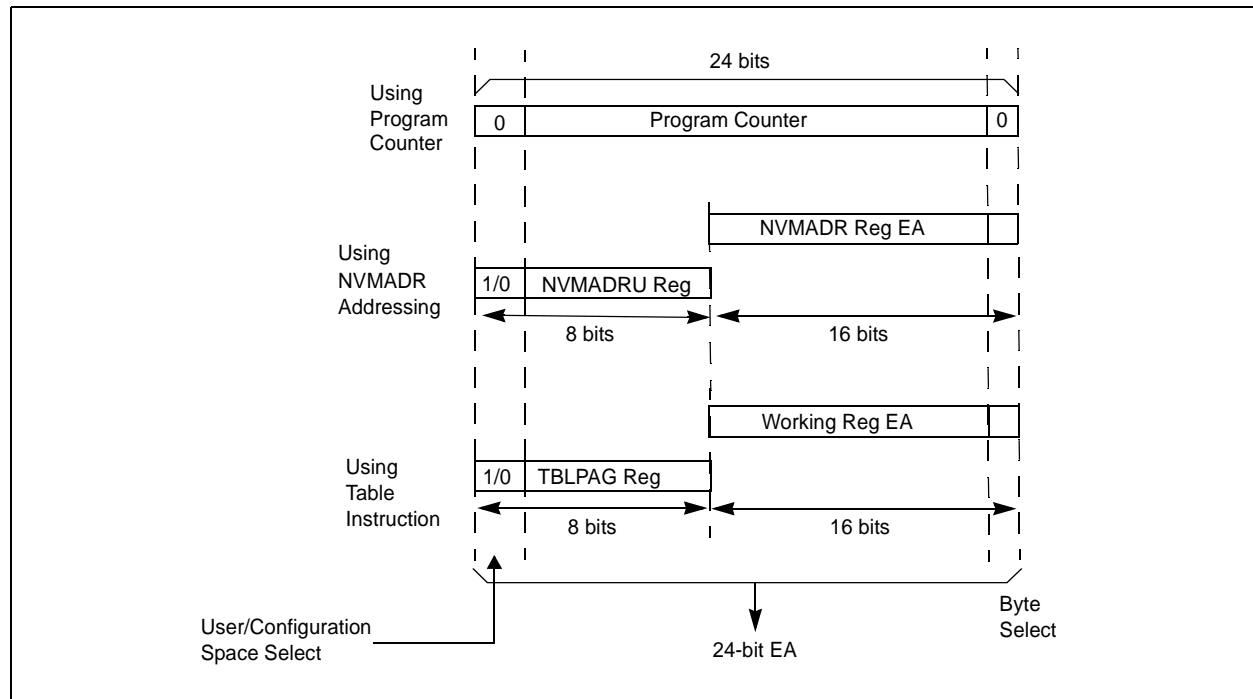 24 bits
Using
Program
Counter
0
Program Counter
0
NVMADR Reg EA
Using
NVMADR
Addressing
1/0
NVMADRU Reg
8 bits
16 bits
Working Reg EA
Using
Table
Instruction
1/0
TBLPAG Reg
8 bits
16 bits
User/Configuration
Space Select
24-bit EA
Byte
Select